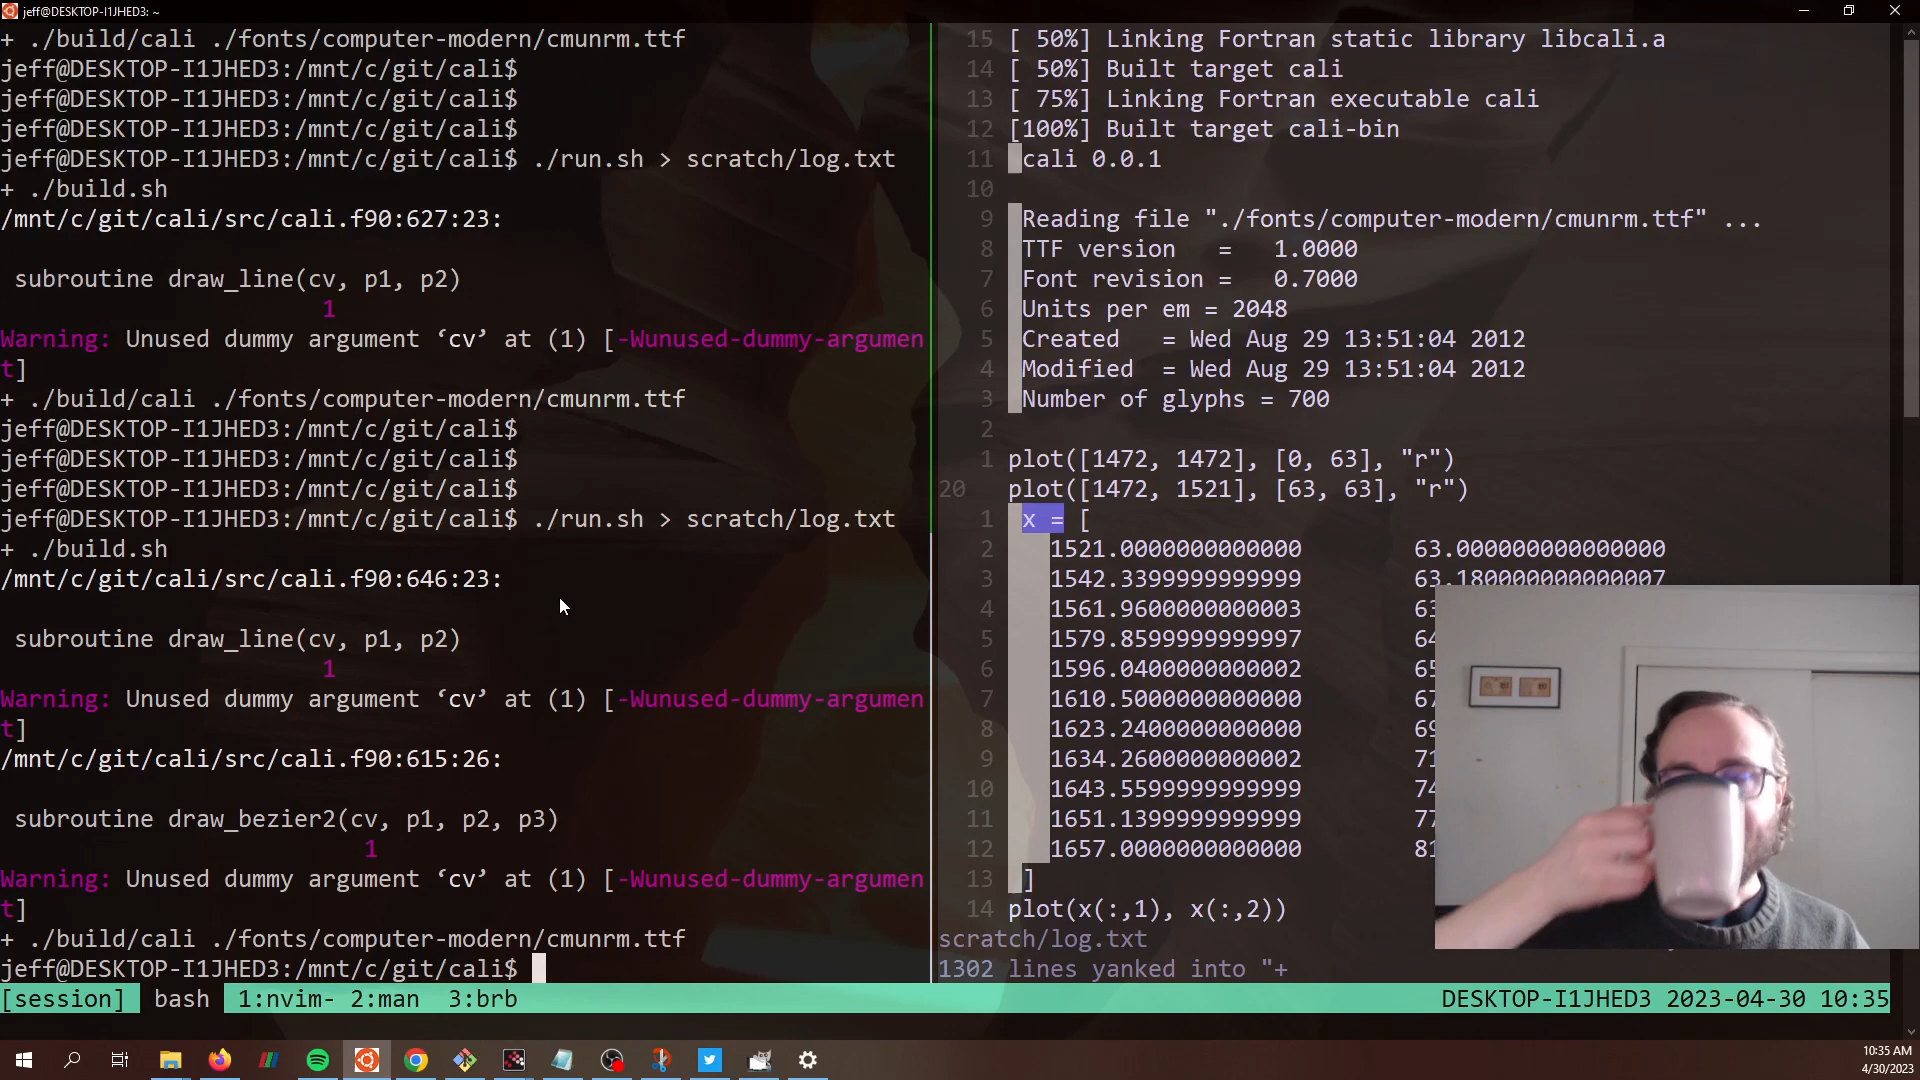 jeff@DESKTOP-I1JHED3: ~
+ ./build/cali ./fonts/computer-modern/cmunrm.ttf
jeff@DESKTOP-I1JHED3:/mnt/c/git/cali$
jeff@DESKTOP-I1JHED3:/mnt/c/git/cali$
jeff@DESKTOP-I1JHED3:/mnt/c/git/cali$
jeff@DESKTOP-I1JHED3:/mnt/c/git/cali$ ./run.sh > scratch/log.txt
+ ./build.sh
/mnt/c/git/cali/src/cali.f90:627:23:
subroutine draw_line(cv, p1, p2)
1
Warning: Unused dummy argument ‘cv’ at (1) [-Wunused-dummy-argumen
t]
+ ./build/cali ./fonts/computer-modern/cmunrm.ttf
jeff@DESKTOP-I1JHED3:/mnt/c/git/cali$
jeff@DESKTOP-I1JHED3:/mnt/c/git/cali$
jeff@DESKTOP-I1JHED3:/mnt/c/git/cali$
jeff@DESKTOP-I1JHED3:/mnt/c/git/cali$ ./run.sh > scratch/log.txt
+ ./build.sh
/mnt/c/git/cali/src/cali.f90:646:23:
subroutine draw_line(cv, p1, p2)
1
Warning: Unused dummy argument ‘cv’ at (1) [-Wunused-dummy-argumen
t]
/mnt/c/git/cali/src/cali.f90:615:26:
subroutine draw_bezier2(cv, p1, p2, p3)
1
Warning: Unused dummy argument ‘cv’ at (1) [-Wunused-dummy-argumen
t]
+ ./build/cali ./fonts/computer-modern/cmunrm.ttf
jeff@DESKTOP-I1JHED3:/mnt/c/git/cali$
15 [ 50%] Linking Fortran static library libcali.a
14 [ 50%] Built target cali
13 [ 75%] Linking Fortran executable cali
12 [100%] Built target cali-bin
11 cali 0.0.1
10
9 Reading file "./fonts/computer-modern/cmunrm.ttf" ...
8 TTF version = 1.0000
7 Font revision = 0.7000
6 Units per em = 2048
5 Created = Wed Aug 29 13:51:04 2012
4 Modified = Wed Aug 29 13:51:04 2012
3 Number of glyphs = 700
2
1 plot([1472, 1472], [0, 63], "r")
20 plot([1472, 1521], [63, 63], "r")
1 x = [
2 1521.0000000000000 63.000000000000000
3 1542.3399999999999 63.180000000000007
4 1561.9600000000003 63
5 1579.8599999999997 64
6 1596.0400000000002 65
7 1610.5000000000000 67
8 1623.2400000000000 69
9 1634.2600000000002 71
10 1643.5599999999999 74
11 1651.1399999999999 77
12 1657.0000000000000 81
13 ]
14 plot(x(:,1), x(:,2))
scratch/log.txt
1302 lines yanked into "+
[session] bash 1:nvim- 2:man 3:brb DESKTOP-I1JHED3 2023-04-30 10:35
10:35 AM
4/30/2023